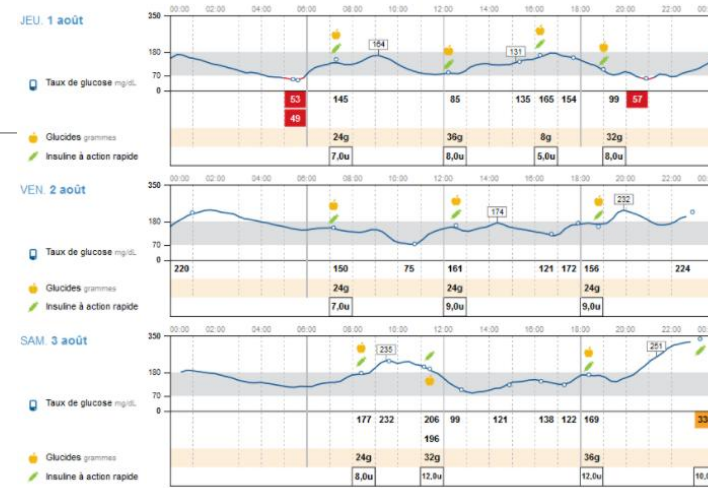 JEU. 1 août
00:00 02:00 04:00 06:00 08:00 10:00 12:00 14:00 16:00 18:00 20:00 22:00 00:
350
164
131
180
70
0
Taux de glucose mg/dL
53 145 85 135 165 154 99 57
49
Glucides grammes
24g 36g 8g 32g
Insuline à action rapide
7,0u 8,0u 5,0u 8,0u
VEN. 2 août
00:00 02:00 04:00 06:00 08:00 10:00 12:00 14:00 16:00 18:00 20:00 22:00 00:
350
174
232
180
70
0
Taux de glucose mg/dL
220 150 75 161 121 172 156 224
Glucides grammes
24g 24g 24g
Insuline à action rapide
7,0u 9,0u 9,0u
SAM. 3 août
00:00 02:00 04:00 06:00 08:00 10:00 12:00 14:00 16:00 18:00 20:00 22:00 00:
350
235
251
180
70
0
Taux de glucose mg/dL
177 232 206 99 121 138 122 169 33
196
Glucides grammes
24g 32g 36g
Insuline à action rapide
8,0u 12,0u 12,0u 10,0